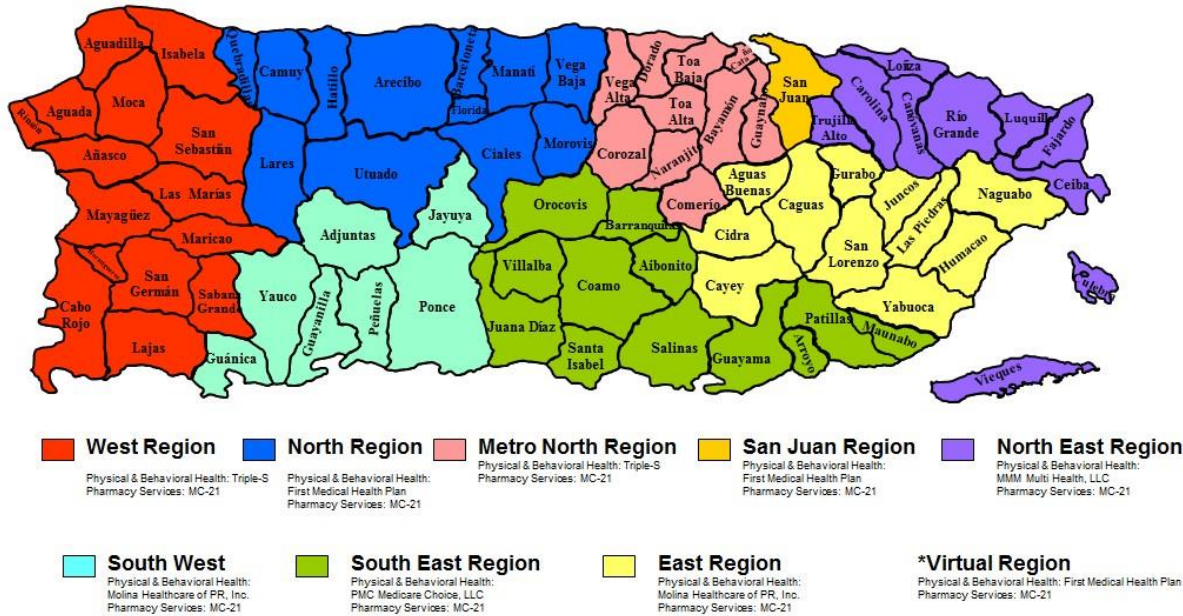 Aguadilla
Isabela
Quebradilla
Camuy
Hatillo
Arecibo
Barceloneta
Manatí
Vega
Baja
Vega
Alta
Dorado
Toa
Baja
Cata
ño
San
Juan
Loíza
Aguada
Moca
Rincón
San
Sebastián
Añasco
Lares
Utuado
Florida
Ciales
Morovis
Corozal
Toa
Alta
Naranjito
Bayamón
Guaynabo
Trujillo
Alto
Carolina
Canóvanas
Río
Grande
Luquillo
Fajardo
Ceiba
Las Marías
Mayagüez
Maricao
Adjuntas
Jayuya
Orocovis
Barranquitas
Comerío
Aguas
Buenas
Cidra
Caguas
Gurabo
Juncos
Las Piedras
Naguabo
Humacao
San
Lorenzo
San
Germán
Sabana
Grande
Cabo
Rojo
Lajas
Yauco
Guánica
Guayanilla
Peñuelas
Ponce
Villalba
Juana Díaz
Coamo
Aibonito
Cayey
Santa
Isabel
Salinas
Guayama
Arroyo
Patillas
Maunabo
Yabucoa
Culebra
Vieques
West Region
Physical & Behavioral Health: Triple-S
Pharmacy Services: MC-21
North Region
Physical & Behavioral Health:
First Medical Health Plan
Pharmacy Services: MC-21
Metro North Region
Physical & Behavioral Health: Triple-S
Pharmacy Services: MC-21
San Juan Region
Physical & Behavioral Health:
First Medical Health Plan
Pharmacy Services: MC-21
North East Region
Physical & Behavioral Health:
MMM Multi Health, LLC
Pharmacy Services: MC-21
South West
Physical & Behavioral Health:
Molina Healthcare of PR, Inc.
Pharmacy Services: MC-21
South East Region
Physical & Behavioral Health:
PMC Medicare Choice, LLC
Pharmacy Services: MC-21
East Region
Physical & Behavioral Health:
Molina Healthcare of PR, Inc.
Pharmacy Services: MC-21
*Virtual Region
Physical & Behavioral Health: First Medical Health Plan
Pharmacy Services: MC-21